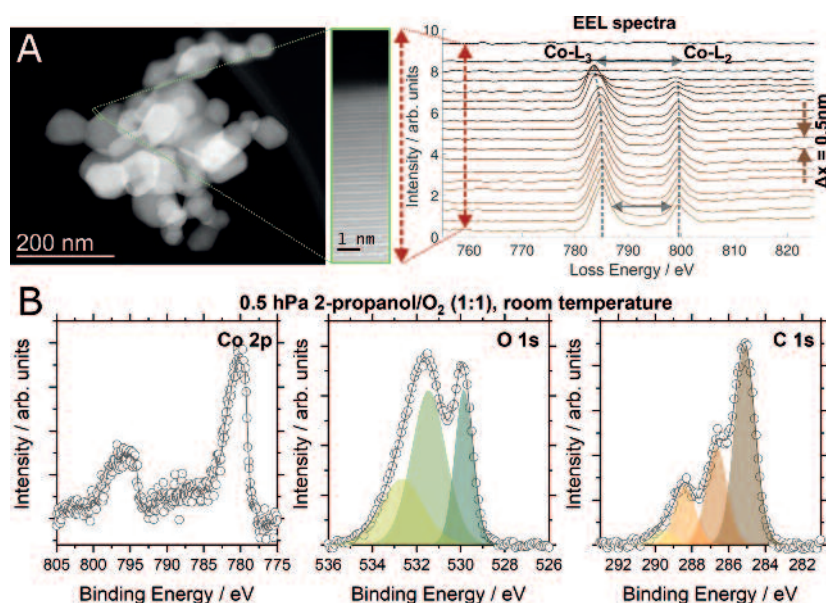 A
200 nm
1 nm
EEL spectra
Co-L3
Co-L2
Intensity / arb. units
10
8
6
4
2
0
760 780 790 800 820
Loss Energy / eV
Δx = 0.5nm
B
0.5 hPa 2-propanol/O2 (1:1), room temperature
Co 2p
Intensity / arb. units
805 795 790 785 780 775
Binding Energy / eV
O 1s
Intensity / arb. units
536 534 532 530 528 526
Binding Energy / eV
C 1s
Intensity / arb. units
292 290 288 286 284 282
Binding Energy / eV